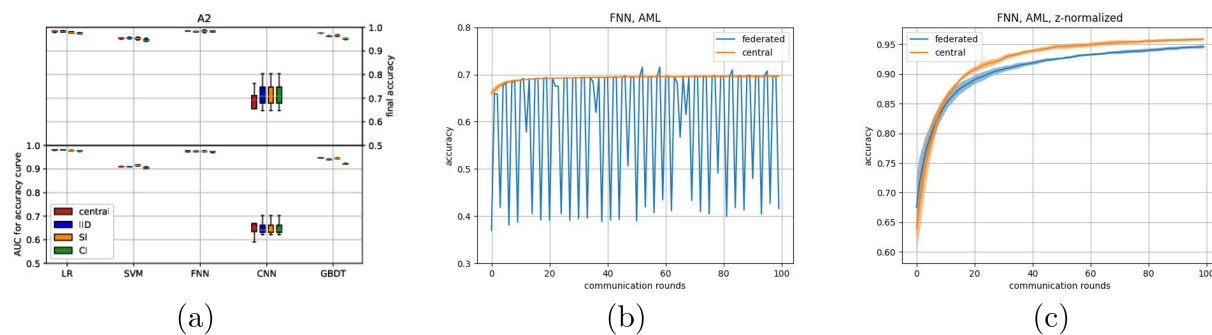 A2
1.0
0.9
0.8
0.7
0.6
0.5
final accuracy
1.0
0.9
0.8
0.7
0.6
0.5
AUC for accuracy curve
central
IID
SI
CI
LR
SVM
FNN
CNN
GBDT
(a)
FNN, AML
federated
central
0.8
0.7
0.6
0.5
0.4
0.3
accuracy
0
20
40
60
80
100
communication rounds
(b)
FNN, AML, z-normalized
federated
central
0.95
0.90
0.85
0.80
0.75
0.70
0.65
0.60
accuracy
0
20
40
60
80
100
communication rounds
(c)